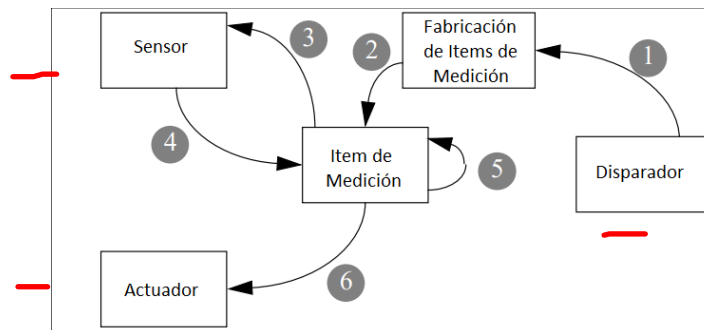 Sensor
3
2
Fabricación
de Items de
Medición
1
4
Item de
Medición
5
Disparador
Actuador
6